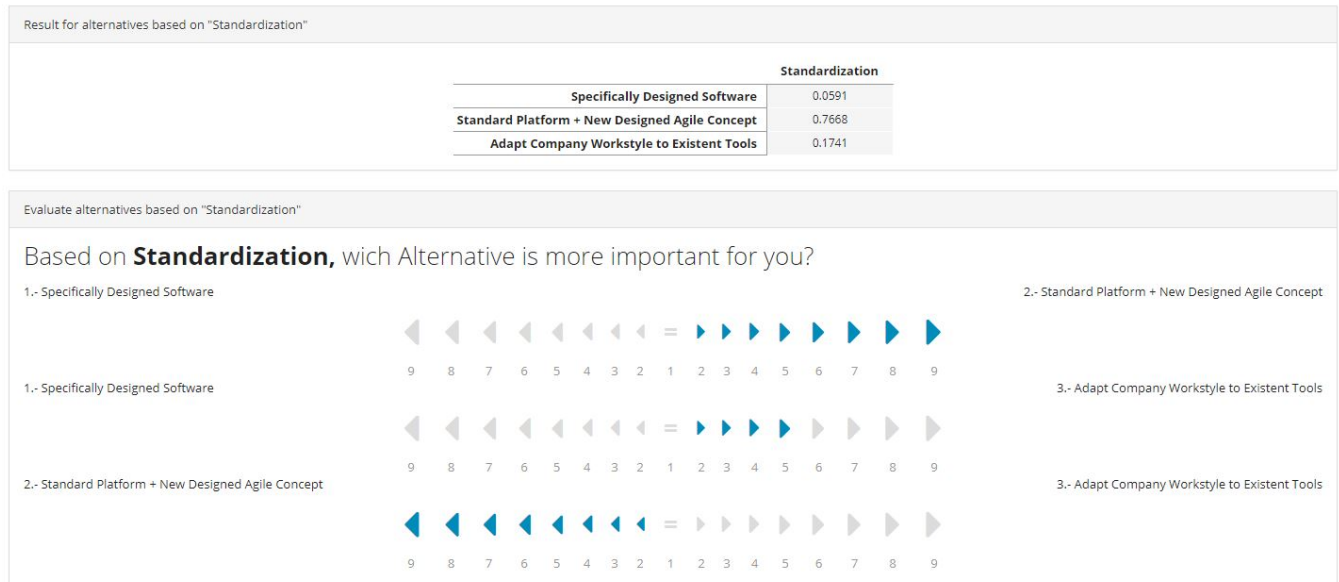 Result for alternatives based on "Standardization"
Standardization
Specifically Designed Software 0.0591
Standard Platform + New Designed Agile Concept 0.7668
Adapt Company Workstyle to Existent Tools 0.1741
Evaluate alternatives based on "Standardization"
Based on Standardization, wich Alternative is more important for you?
1.- Specifically Designed Software 2.- Standard Platform + New Designed Agile Concept
=
9 8 7 6 5 4 3 2 1 2 3 4 5 6 7 8 9
1.- Specifically Designed Software 3.- Adapt Company Workstyle to Existent Tools
=
9 8 7 6 5 4 3 2 1 2 3 4 5 6 7 8 9
2.- Standard Platform + New Designed Agile Concept 3.- Adapt Company Workstyle to Existent Tools
=
9 8 7 6 5 4 3 2 1 2 3 4 5 6 7 8 9